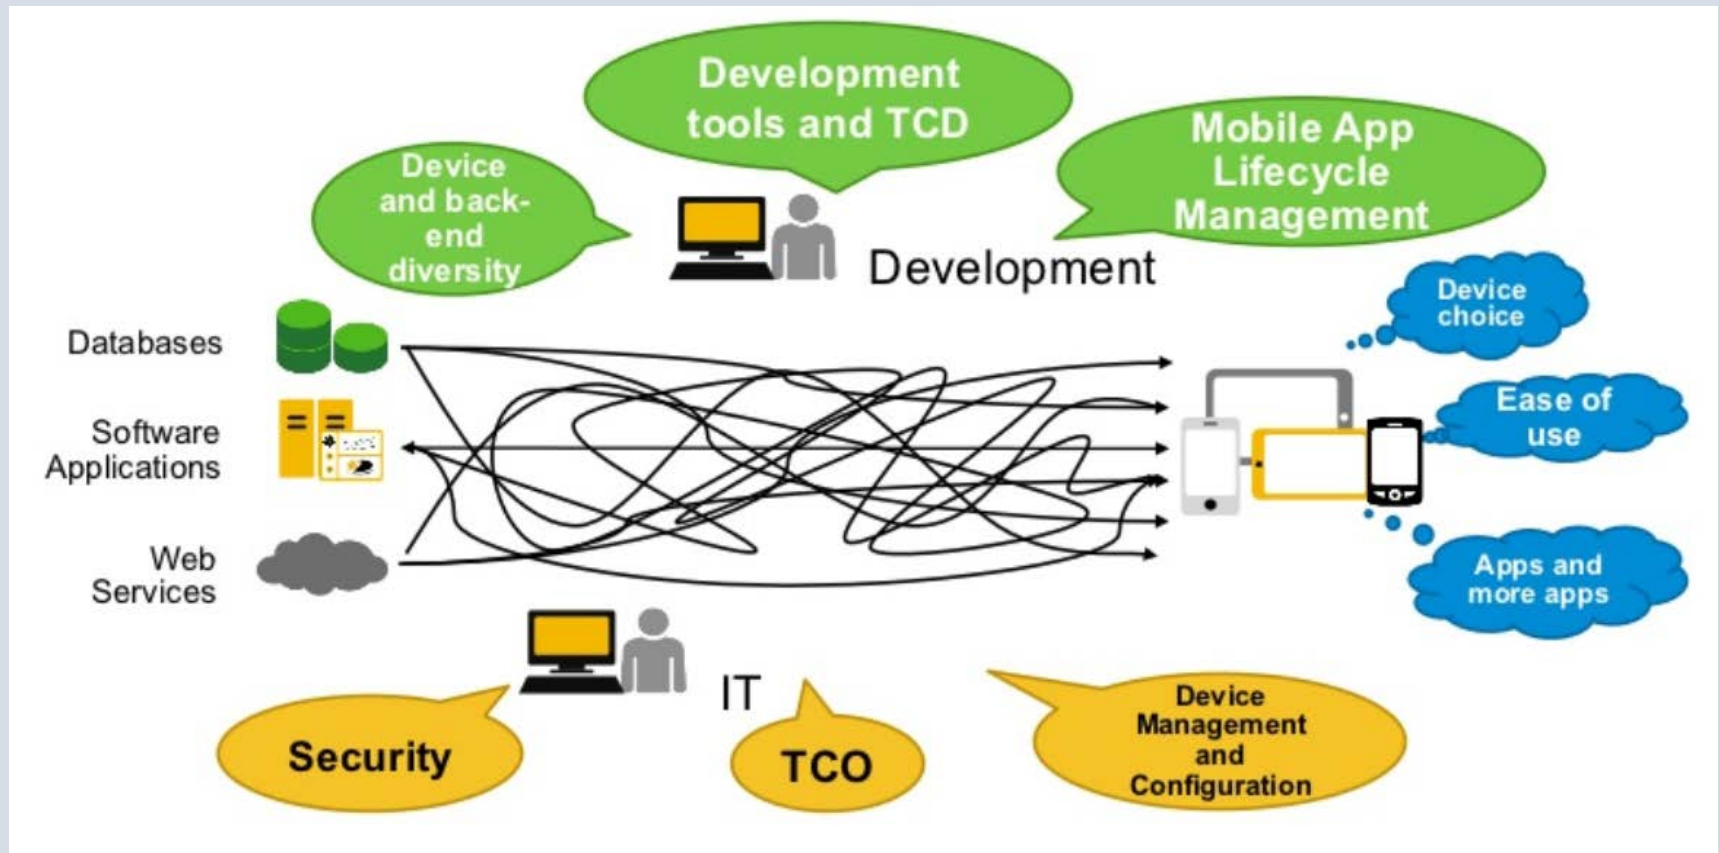 Development
tools and TCD
Mobile App
Lifecycle
Management
Device
and back-
end
diversity
Development
Device
choice
Databases
Ease of
use
Software
Applications
Web
Services
Apps and
more apps
IT
Security
TCO
Device
Management
and
Configuration